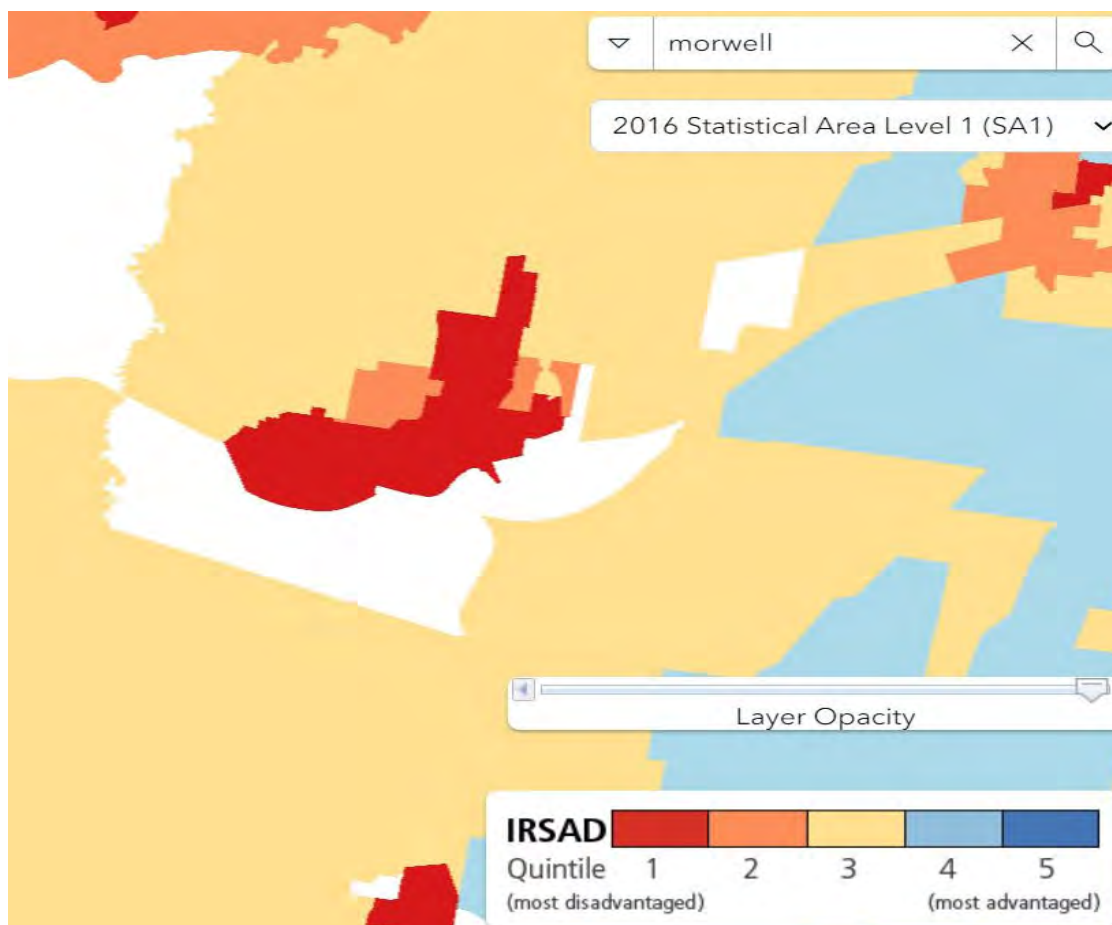 morwell
2016 Statistical Area Level 1 (SA1)
Layer Opacity
IRSAD
Quintile 1 2 3 4 5
(most disadvantaged) (most advantaged)